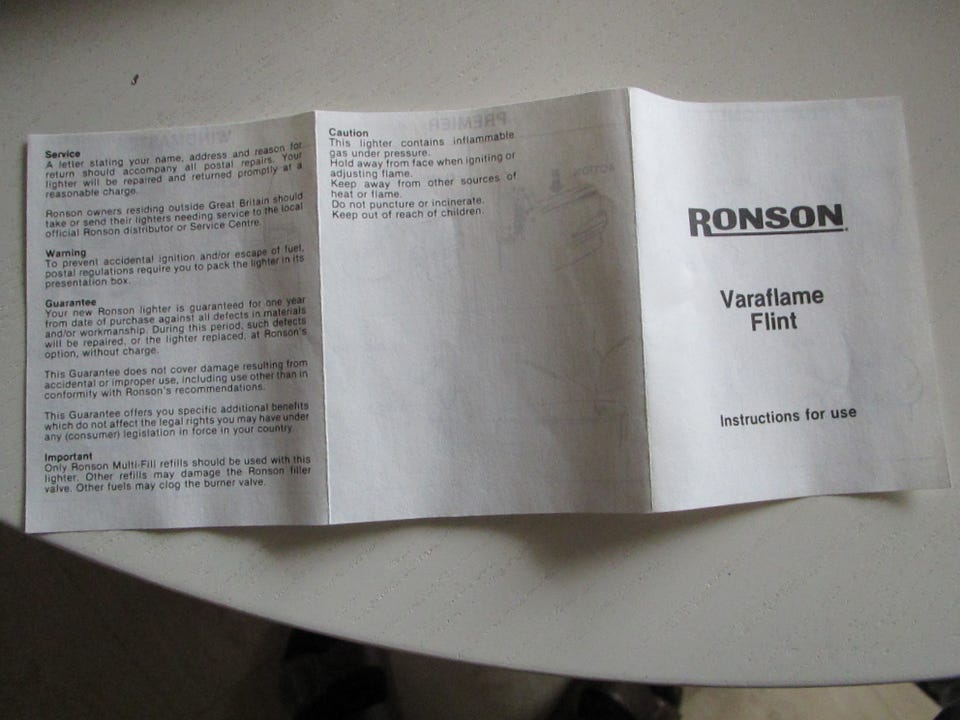 Service
A letter stating your name, address and reason for
return should accompany all postal repairs. Your
lighter will be repaired and returned promptly at a
reasonable charge.
Ronson owners residing outside Great Britain should
take or send their lighters needing service to the local
official Ronson distributor or Service Centre.
Warning
To prevent accidental ignition and/or escape of fuel,
postal regulations require you to pack the lighter in its
presentation box.
Guarantee
Your new Ronson lighter is guaranteed for one year
from date of purchase against all defects in materials
and/or workmanship. During this period, such defects
will be repaired, or the lighter replaced, at Ronson's
option, without charge.
This Guarantee does not cover damage resulting from
accidental or improper use, including use other than in
conformity with Ronson's recommendations.
This Guarantee offers you specific additional benefits
which do not affect the legal rights you may have under
any (consumer) legislation in force in your country.
Important
Only Ronson Multi-Fill refills should be used with this
lighter. Other refills may damage the Ronson filler
valve. Other fuels may clog the burner valve.
Caution
This lighter contains inflammable
gas under pressure.
Hold away from face when igniting or
adjusting flame.
Keep away from other sources of
heat or flame.
Do not puncture or incinerate.
Keep out of reach of children.
PREMIER
ACTION
RONSON
Varaflame
Flint
Instructions for use